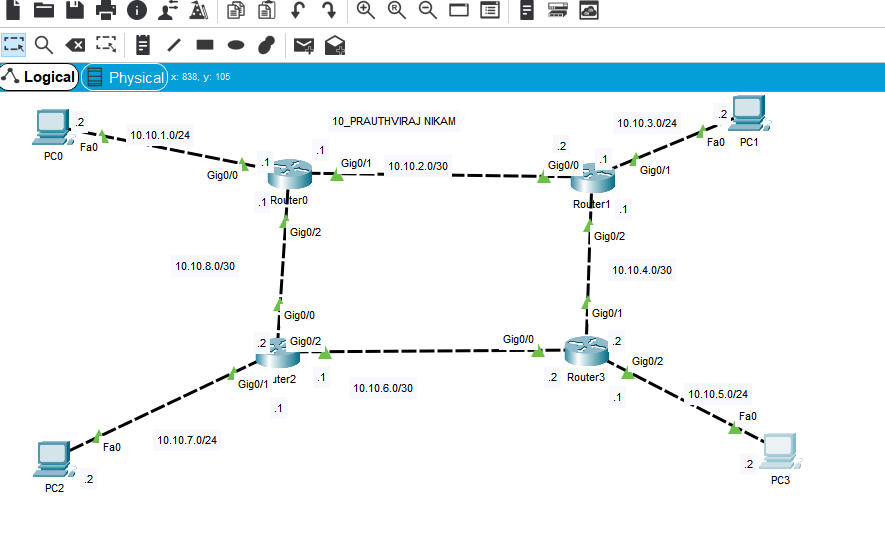 Logical
Physical
x: 838, y: 105
10_PRAUTHVIRAJ NIKAM
.2
10.10.1.0/24
Fa0
PC0
Gig0/0
.1
.1
Gig0/1
10.10.2.0/30
Router0
.1
Gig0/2
.2
Gig0/0
.1
10.10.3.0/24
.2
Fa0
PC1
Gig0/1
Router1
.1
Gig0/2
10.10.8.0/30
10.10.4.0/30
Gig0/0
Gig0/1
.2
Gig0/2
Gig0/0
.2
uter2
Gig0/1
.1
.1
10.10.6.0/30
.2
Router3
Gig0/2
.1
10.10.5.0/24
Fa0
.2
PC3
10.10.7.0/24
Fa0
.2
PC2